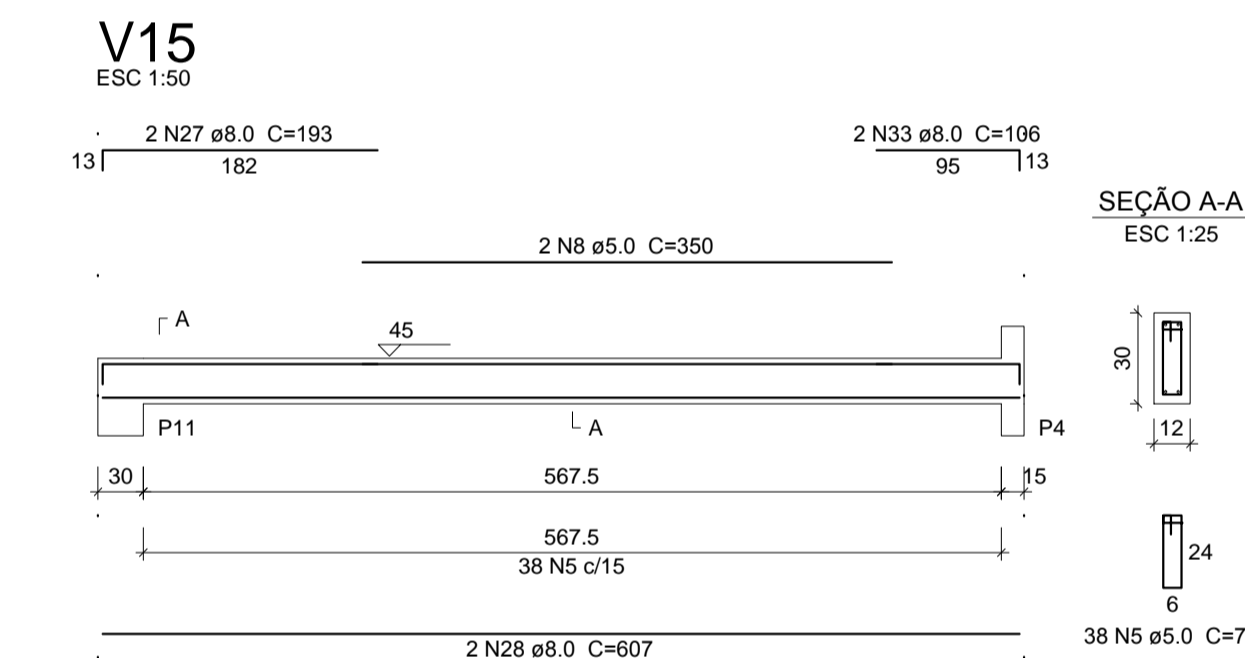 V15
ESC 1:50
2 N27 ø8.0 C=193
13
182
2 N33 ø8.0 C=106
95
13
SEÇÃO A-A
ESC 1:25
2 N8 ø5.0 C=350
A
45
30
12
P11
A
P4
30
567.5
15
567.5
38 N5 c/15
24
6
38 N5 ø5.0 C=7
2 N28 ø8.0 C=607